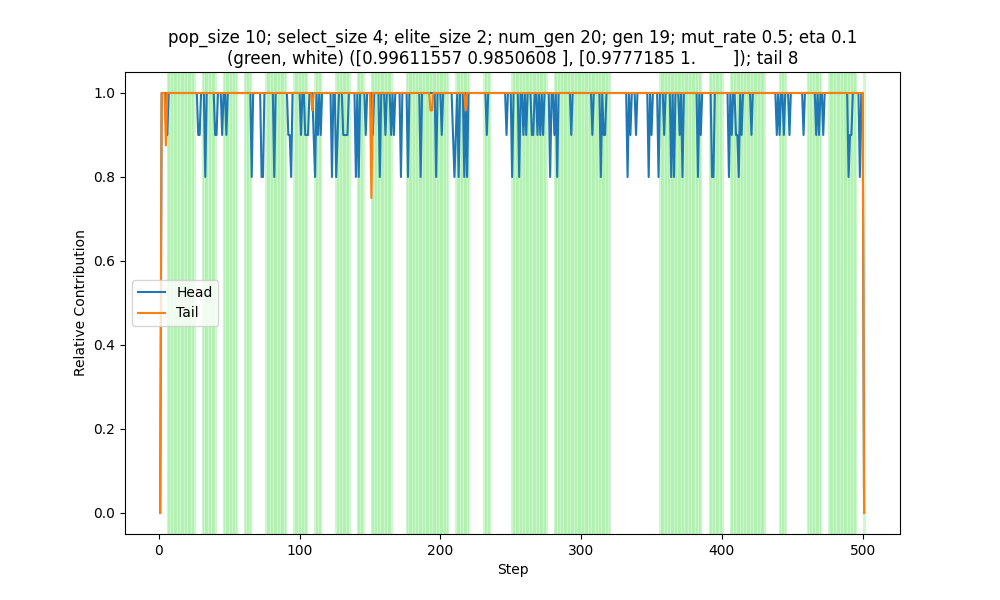 pop_size 10; select_size 4; elite_size 2; num_gen 20; gen 19; mut_rate 0.5; eta 0.1
(green, white) ([0.99611557 0.9850608 ], [0.9777185 1.        ]); tail 8
Relative Contribution
1.0
0.8
0.6
0.4
0.2
0.0
Head
Tail
0 100 200 300 400 500
Step